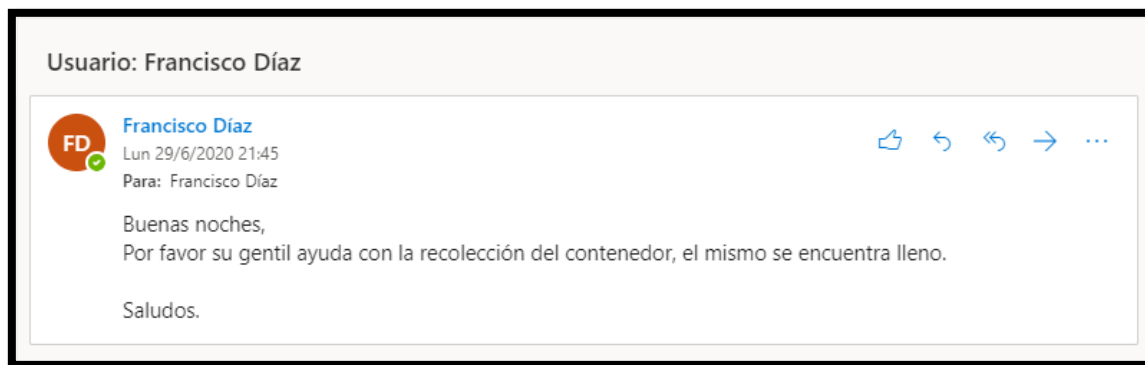 Usuario: Francisco Díaz
FD
Francisco Díaz
Lun 29/6/2020 21:45
Para: Francisco Díaz
Buenas noches,
Por favor su gentil ayuda con la recolección del contenedor, el mismo se encuentra lleno.
Saludos.